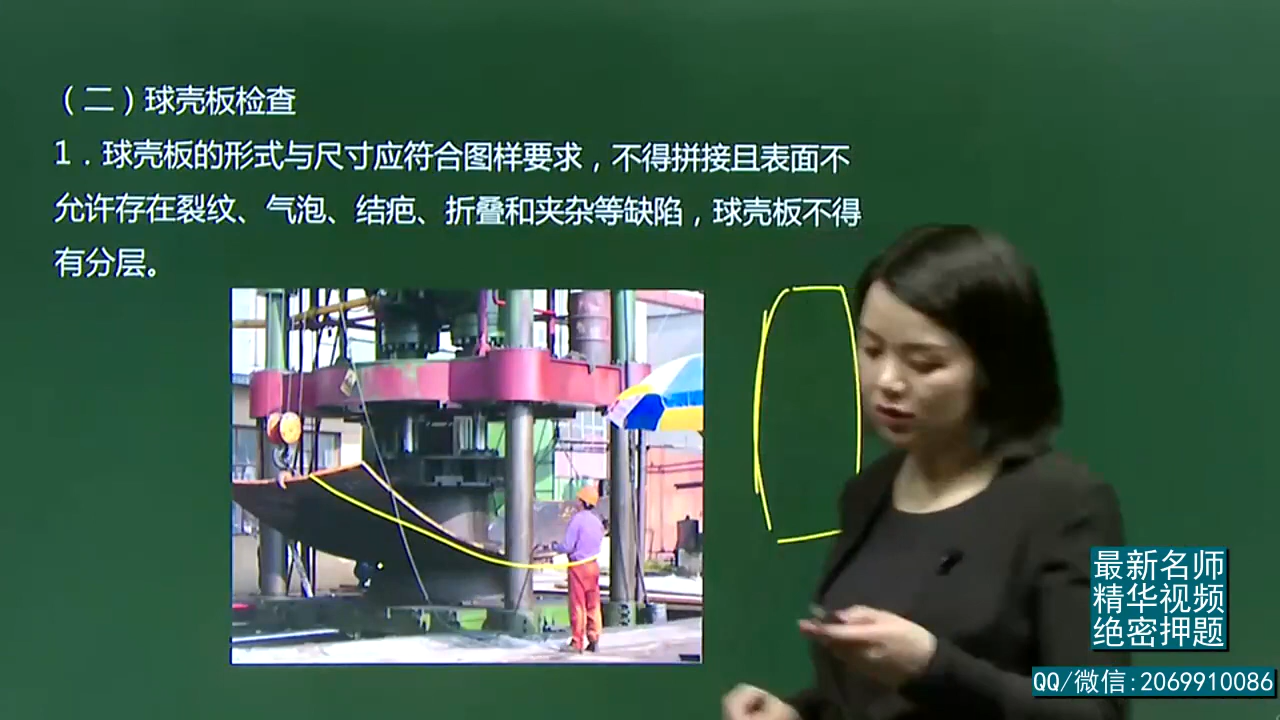 （二）球壳板检查
1．球壳板的形式与尺寸应符合图样要求，不得拼接且表面不
允许存在裂纹、气泡、结疤、折叠和夹杂等缺陷，球壳板不得
有分层。
最新名师
精华视频
绝密押题
QQ/微信:2069910086